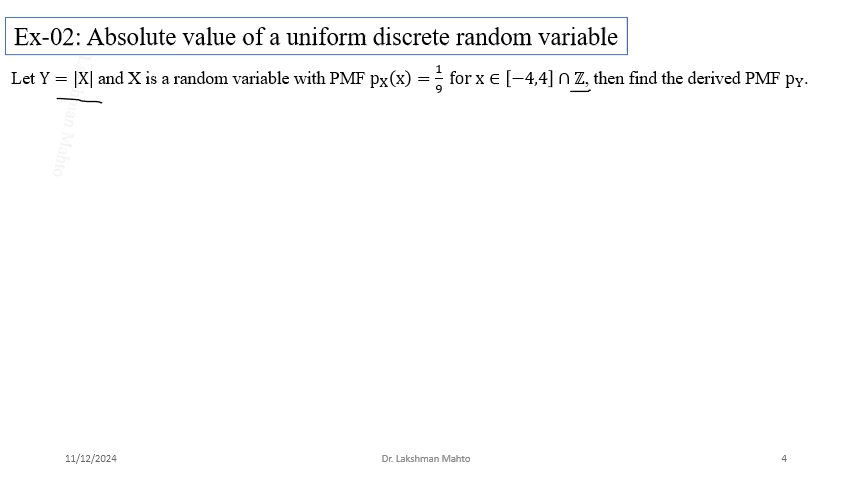 Ex-02: Absolute value of a uniform discrete random variable
Let Y = |X| and X is a random variable with PMF pX(x) = 1/9 for x ∈ [−4,4] ∩ ℤ, then find the derived PMF pY.
Mahto
11/12/2024 Dr. Lakshman Mahto 4